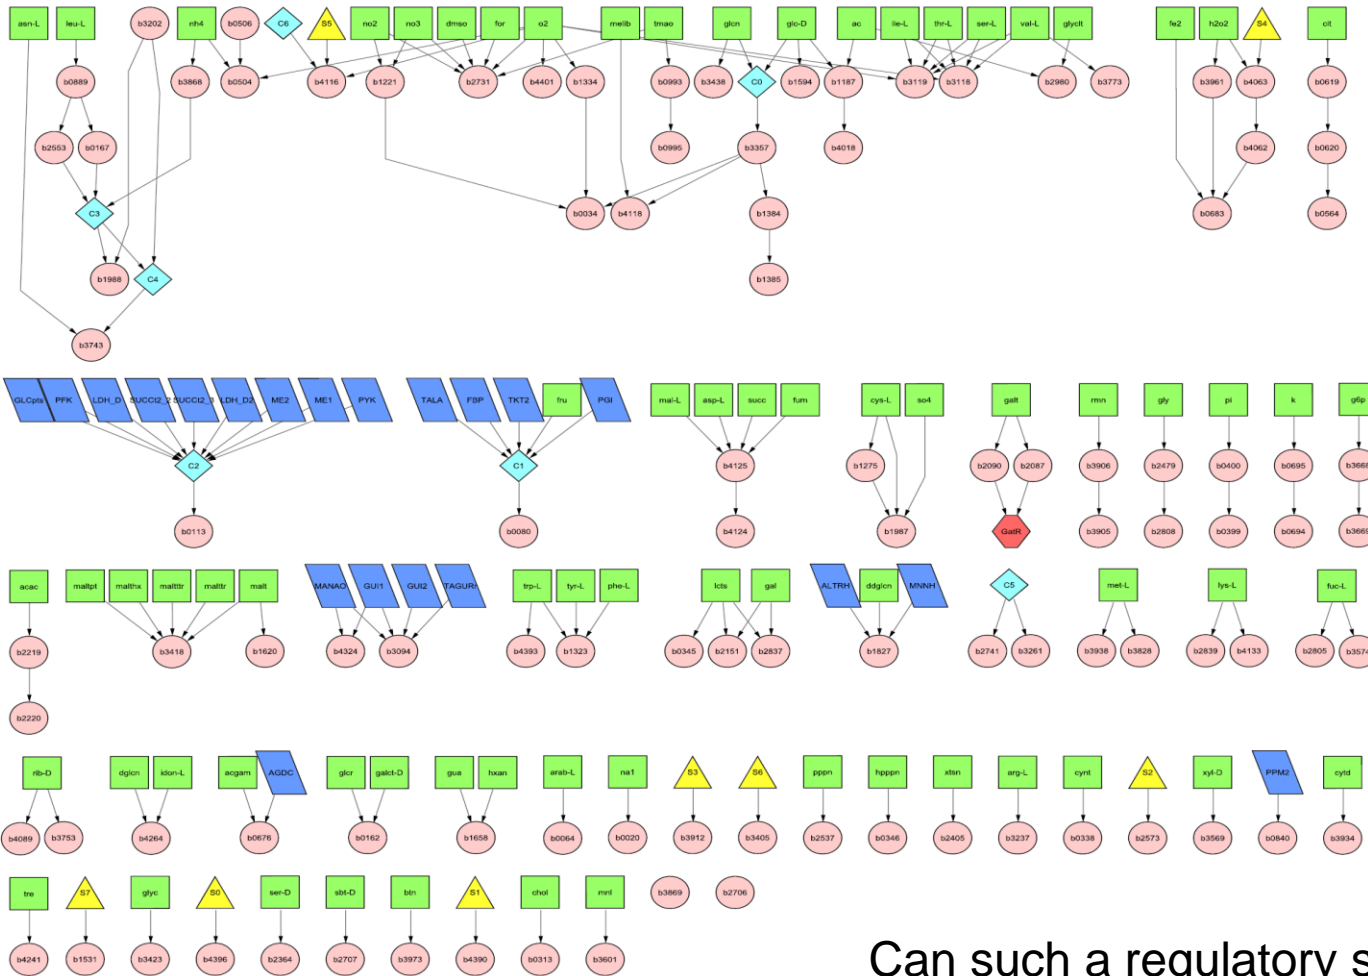 asn-L leu-L b3202 nh4 b0506 C6 S5 no2 no3 dmso for o2 melib tmao glcn glc-D ac ile-L thr-L ser-L val-L glyclt fe2 h2o2 S4 cit
b0889 b3868 b0504 b4116 b1221 b2731 b4401 b1334 b0993 b3438 C0 b1594 b1187 b3119 b3118 b2980 b3773 b3961 b4063 b0619
b2553 b0167 b0995 b3357 b4018 b4062 b0620
C3 b0034 b4118 b1384 b0683 b0564
b1988 C4 b1385
b3743
GLCpts PFK LDH_D SUCCI2_2 SUCCI2_3 LDH_D2 ME2 ME1 PYK TALA FBP TKT2 fru PGI mal-L asp-L succ fum cys-L so4 galt rmn gly pi k g6p
C2 C1 b4125 b1275 b2090 b2087 b3906 b2479 b0400 b0695 b3668
b0113 b0080 b4124 b1987 GatR b3905 b2808 b0399 b0694 b3669
acac maltpt malthx maltttr malttr malt MANAO GUI1 GUI2 TAGURr trp-L tyr-L phe-L lcts gal ALTRH ddglcn MNNH C5 met-L lys-L fuc-L
b2219 b3418 b1620 b4324 b3094 b4393 b1323 b0345 b2151 b2837 b1827 b2741 b3261 b3938 b3828 b2839 b4133 b2805 b3574
b2220
rib-D dglcn idon-L acgam AGDC glcr galct-D gua hxan arab-L na1 S3 S6 pppn hpppn xtsn arg-L cynt S2 xyl-D PPM2 cytd
b4089 b3753 b4264 b0676 b0162 b1658 b0064 b0020 b3912 b3405 b2537 b0346 b2405 b3237 b0338 b2573 b3569 b0840 b3934
tre S7 glyc S0 ser-D sbt-D btn S1 chol mnl b3869 b2706
b4241 b1531 b3423 b4396 b2364 b2707 b3973 b4390 b0313 b3601
Can such a regulatory s